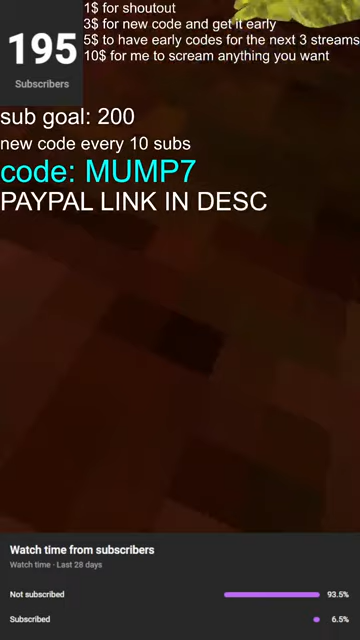 195
Subscribers
1$ for shoutout
3$ for new code and get it early
5$ to have early codes for the next 3 streams
10$ for me to scream anything you want
sub goal: 200
new code every 10 subs
code: MUMP7
PAYPAL LINK IN DESC
Watch time from subscribers
Watch time · Last 28 days
Not subscribed 93.5%
Subscribed 6.5%